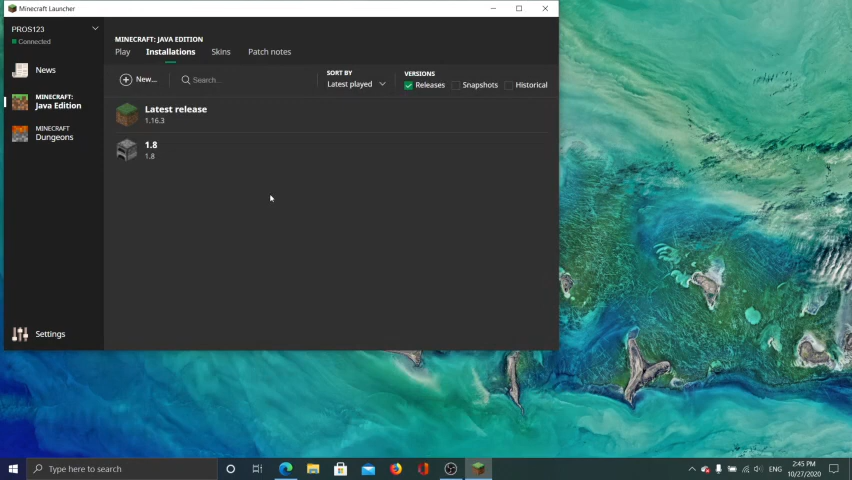 Minecraft Launcher
PROS123
Connected
News
MINECRAFT:
Java Edition
MINECRAFT
Dungeons
Settings
MINECRAFT: JAVA EDITION
Play
Installations
Skins
Patch notes
New...
Search...
SORT BY
Latest played
VERSIONS
Releases
Snapshots
Historical
Latest release
1.16.3
1.8
1.8
Type here to search
ENG
2:45 PM
10/27/2020